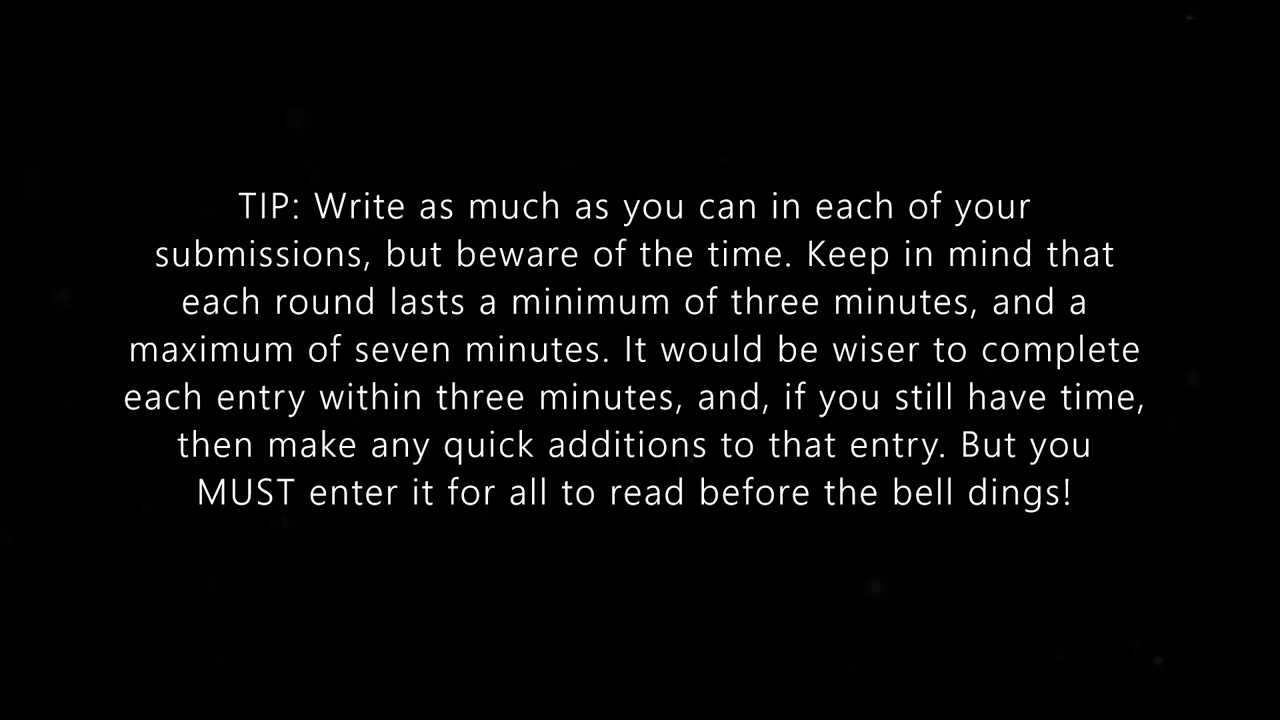 TIP: Write as much as you can in each of your
submissions, but beware of the time. Keep in mind that
each round lasts a minimum of three minutes, and a
maximum of seven minutes. It would be wiser to complete
each entry within three minutes, and, if you still have time,
then make any quick additions to that entry. But you
MUST enter it for all to read before the bell dings!